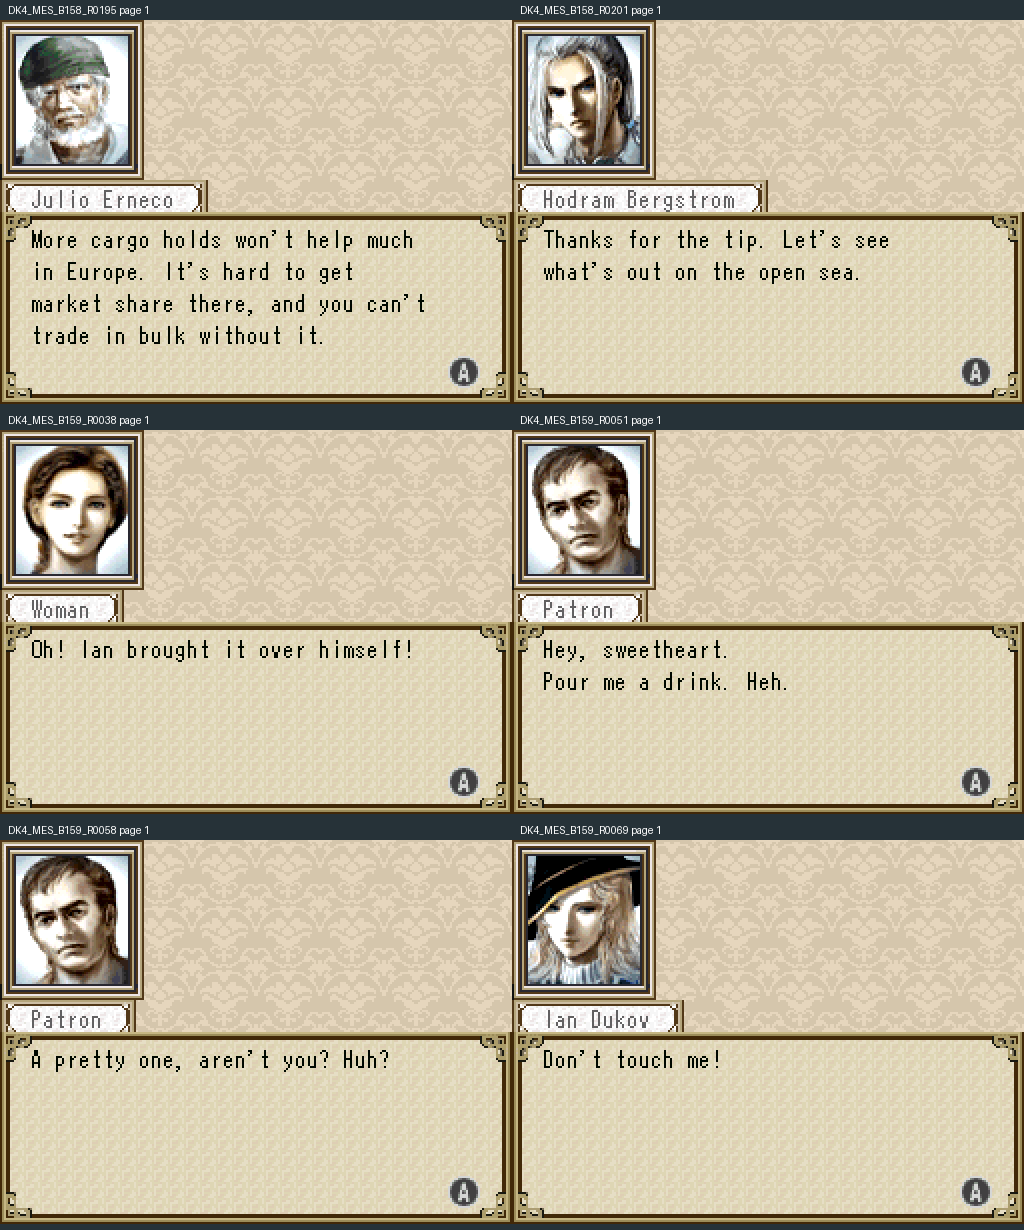 DK4_MES_B158_R0195 page 1
Julio Erneco
More cargo holds won't help much
in Europe. It's hard to get
market share there, and you can't
trade in bulk without it.
A
DK4_MES_B158_R0201 page 1
Hodram Bergstrom
Thanks for the tip. Let's see
what's out on the open sea.
A
DK4_MES_B159_R0038 page 1
Woman
Oh! Ian brought it over himself!
A
DK4_MES_B159_R0051 page 1
Patron
Hey, sweetheart.
Pour me a drink. Heh.
A
DK4_MES_B159_R0058 page 1
Patron
A pretty one, aren't you? Huh?
A
DK4_MES_B159_R0069 page 1
Ian Dukov
Don't touch me!
A